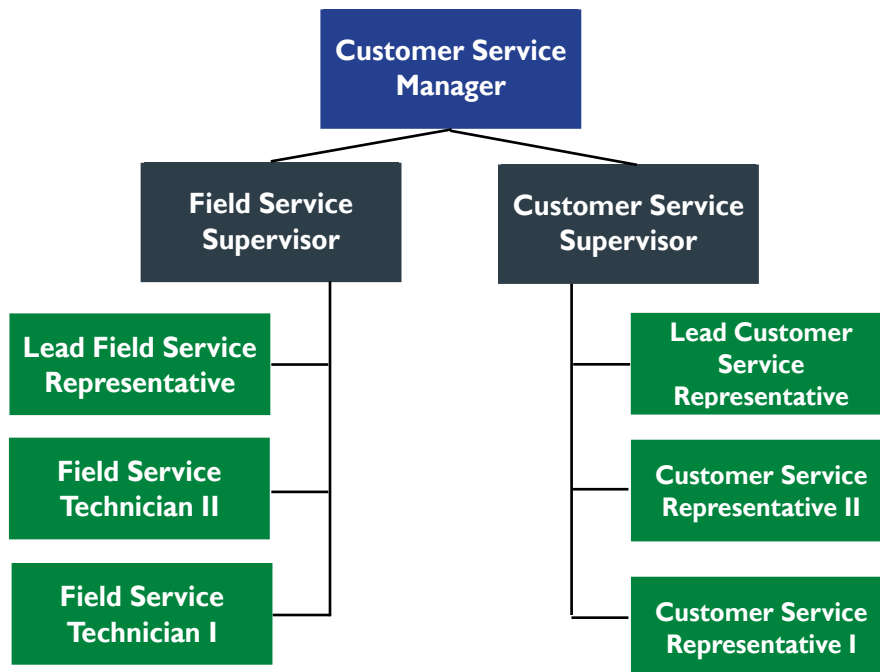 Customer Service
Manager
Field Service
Supervisor
Customer Service
Supervisor
Lead Field Service
Representative
Lead Customer
Service
Representative
Field Service
Technician II
Customer Service
Representative II
Field Service
Technician I
Customer Service
Representative I